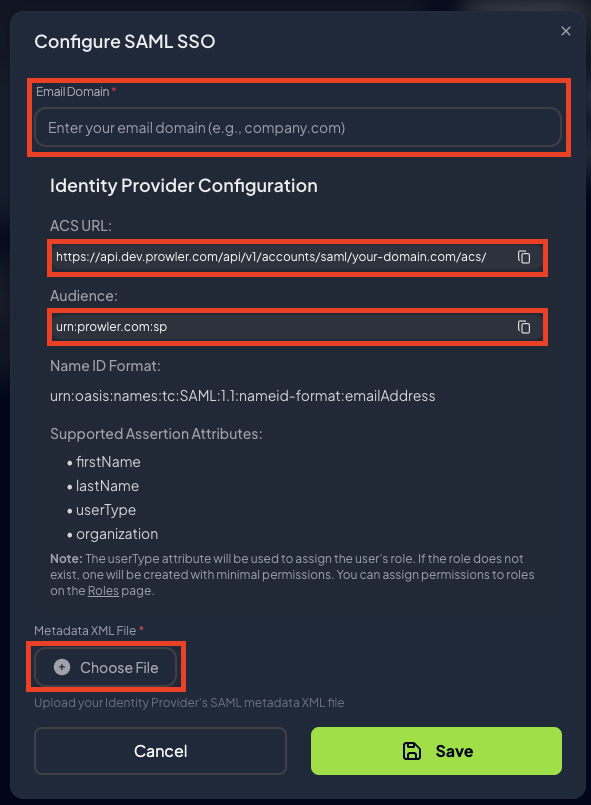 Configure SAML SSO
Email Domain *
Enter your email domain (e.g., company.com)
Identity Provider Configuration
ACS URL:
https://api.dev.prowler.com/api/v1/accounts/saml/your-domain.com/acs/
Audience:
urn:prowler.com:sp
Name ID Format:
urn:oasis:names:tc:SAML:1.1:nameid-format:emailAddress
Supported Assertion Attributes:
• firstName
• lastName
• userType
• organization
Note: The userType attribute will be used to assign the user's role. If the role does not
exist, one will be created with minimal permissions. You can assign permissions to roles
on the Roles page.
Metadata XML File *
Choose File
Upload your Identity Provider's SAML metadata XML file
Cancel
Save